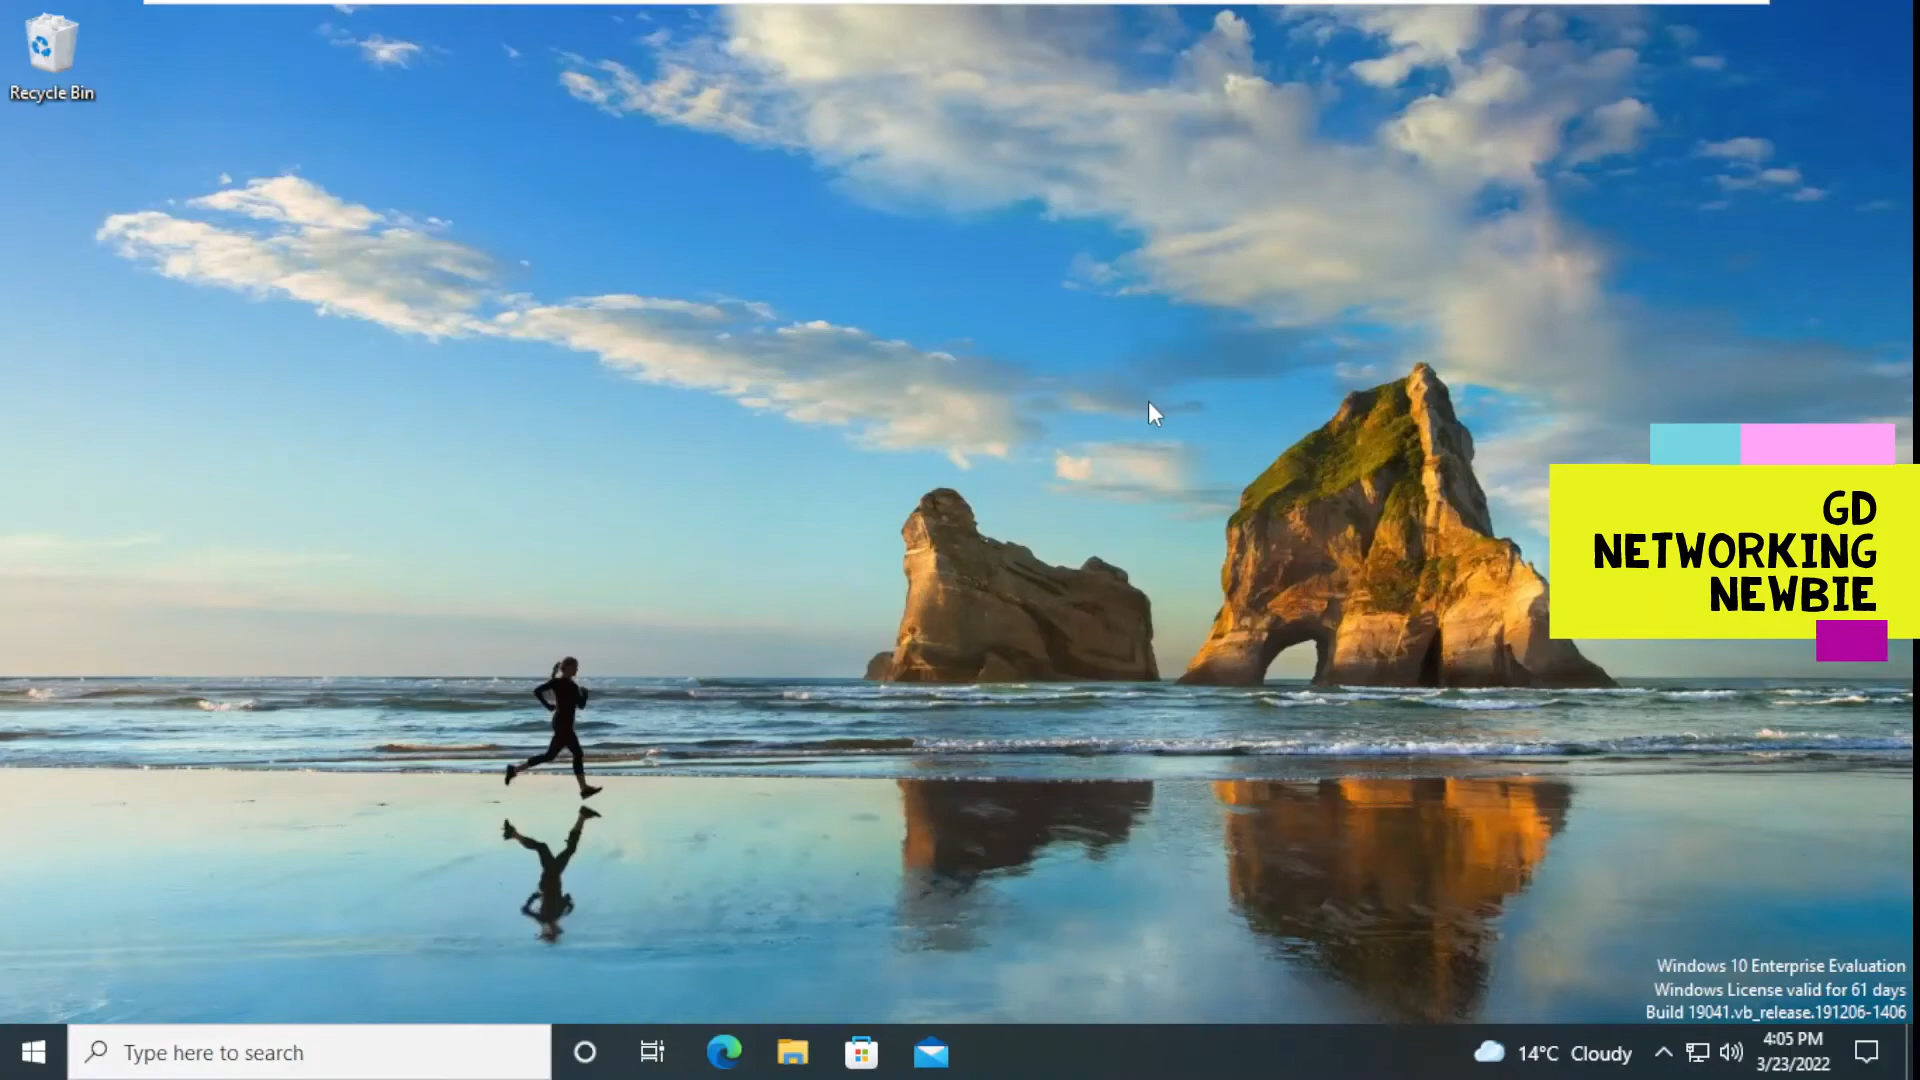 Recycle Bin
GD
NETWORKING
NEWBIE
Windows 10 Enterprise Evaluation
Windows License valid for 61 days
Build 19041.vb_release.191206-1406
Type here to search
14°C Cloudy
4:05 PM
3/23/2022